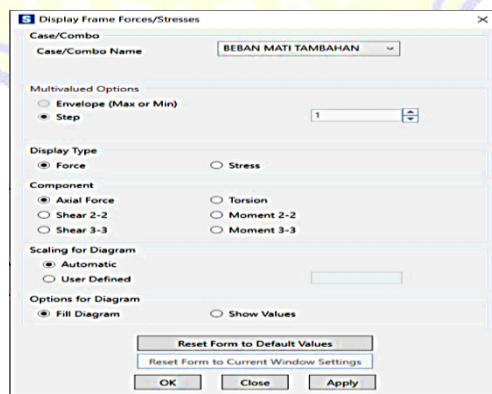 S Display Frame Forces/Stresses
Case/Combo
Case/Combo Name BEBAN MATI TAMBAHAN
Multivalued Options
Envelope (Max or Min)
Step 1
Display Type
Force Stress
Component
Axial Force Torsion
Shear 2-2 Moment 2-2
Shear 3-3 Moment 3-3
Scaling for Diagram
Automatic
User Defined
Options for Diagram
Fill Diagram Show Values
Reset Form to Default Values
Reset Form to Current Window Settings
OK Close Apply